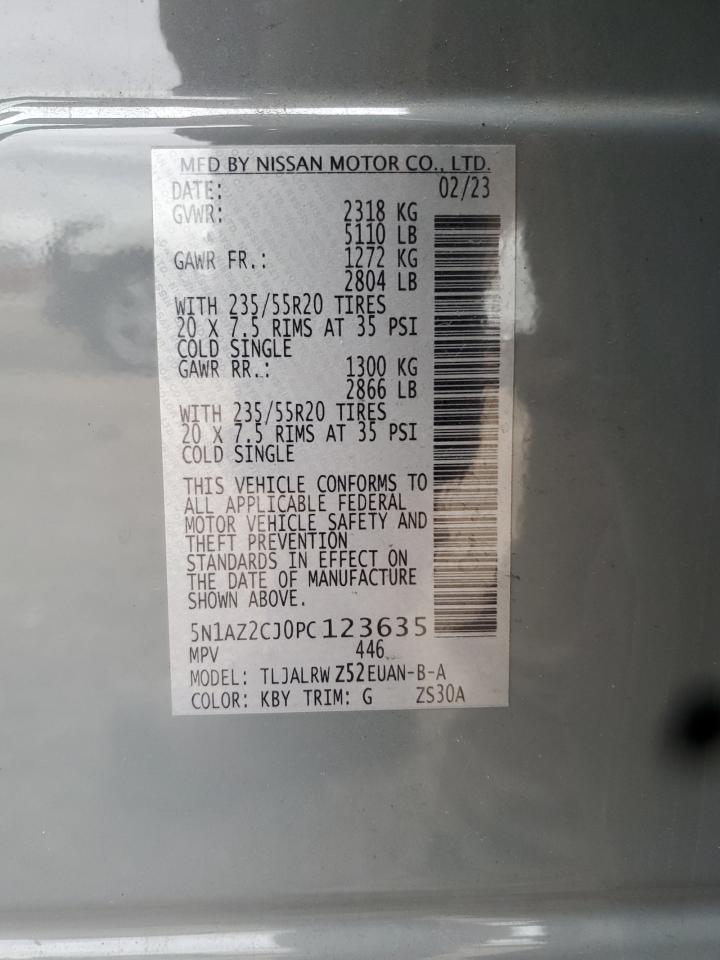 MFD BY NISSAN MOTOR CO., LTD.
DATE: 02/23
GVWR: 2318 KG
5110 LB
GAWR FR.: 1272 KG
2804 LB
WITH 235/55R20 TIRES
20 X 7.5 RIMS AT 35 PSI
COLD SINGLE
GAWR RR.: 1300 KG
2866 LB
WITH 235/55R20 TIRES
20 X 7.5 RIMS AT 35 PSI
COLD SINGLE
THIS VEHICLE CONFORMS TO
ALL APPLICABLE FEDERAL
MOTOR VEHICLE SAFETY AND
THEFT PREVENTION
STANDARDS IN EFFECT ON
THE DATE OF MANUFACTURE
SHOWN ABOVE.
5N1AZ2CJ0PC123635
MPV 446
MODEL: TLJALRW Z52EUAN-B-A
COLOR: KBY TRIM: G ZS30A